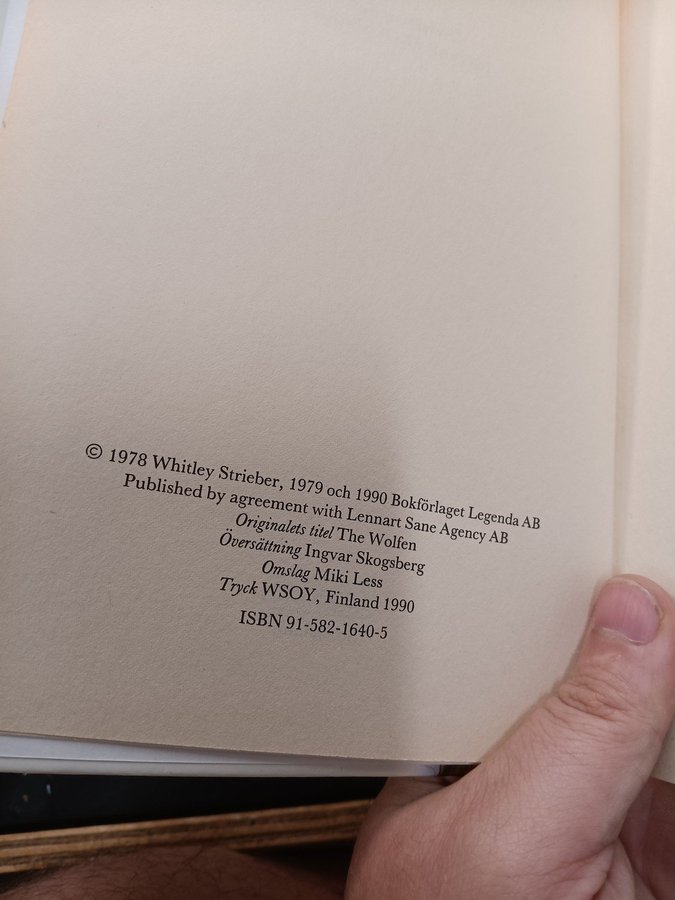 © 1978 Whitley Strieber, 1979 och 1990 Bokförlaget Legenda AB
Published by agreement with Lennart Sane Agency AB
Originalets titel The Wolfen
Översättning Ingvar Skogsberg
Omslag Miki Less
Tryck WSOY, Finland 1990
ISBN 91-582-1640-5